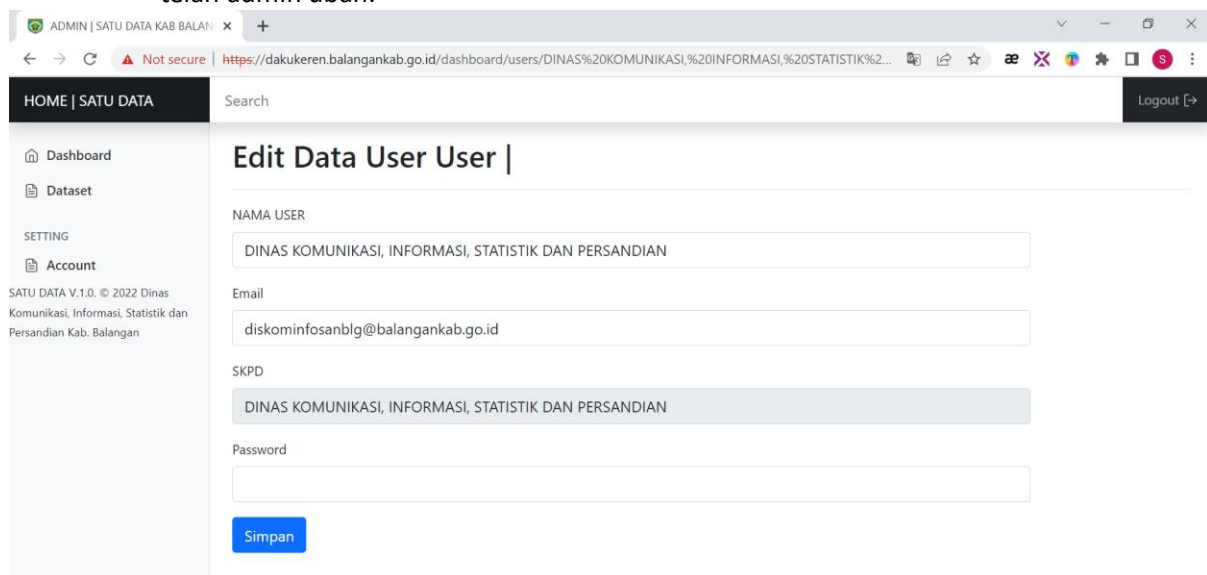 telah admin ubah.
ADMIN | SATU DATA KAB BALAN
Not secure | https://dakukeren.balangankab.go.id/dashboard/users/DINAS%20KOMUNIKASI,%20INFORMASI,%20STATISTIK%2...
HOME | SATU DATA
Search
Logout
Dashboard
Dataset
SETTING
Account
SATU DATA V.1.0. © 2022 Dinas
Komunikasi, Informasi, Statistik dan
Persandian Kab. Balangan
Edit Data User User |
NAMA USER
DINAS KOMUNIKASI, INFORMASI, STATISTIK DAN PERSANDIAN
Email
diskominfosanblg@balangankab.go.id
SKPD
DINAS KOMUNIKASI, INFORMASI, STATISTIK DAN PERSANDIAN
Password
Simpan